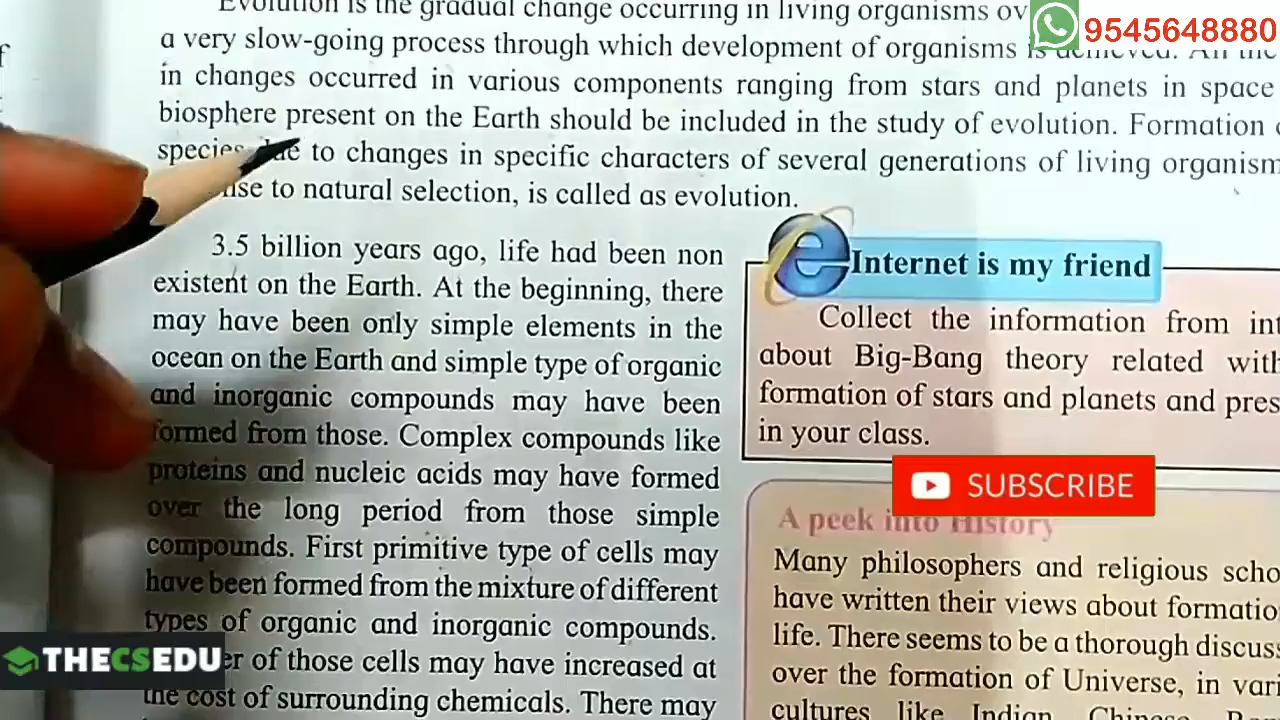 Evolution is the gradual change occurring in living organisms ov
a very slow-going process through which development of organisms is achieved. All the
in changes occurred in various components ranging from stars and planets in space
biosphere present on the Earth should be included in the study of evolution. Formation
species due to changes in specific characters of several generations of living organism
to natural selection, is called as evolution.
3.5 billion years ago, life had been non
existent on the Earth. At the beginning, there
may have been only simple elements in the
ocean on the Earth and simple type of organic
and inorganic compounds may have been
formed from those. Complex compounds like
proteins and nucleic acids may have formed
over the long period from those simple
compounds. First primitive type of cells may
have been formed from the mixture of different
types of organic and inorganic compounds.
er of those cells may have increased at
the cost of surrounding chemicals. There may
Internet is my friend
Collect the information from int
about Big-Bang theory related with
formation of stars and planets and pres
in your class.
A peek into History
Many philosophers and religious scho
have written their views about formatio
life. There seems to be a thorough discuss
over the formation of Universe, in vari
cultures like Indian, Chinese,
9545648880
SUBSCRIBE
THECSEDU